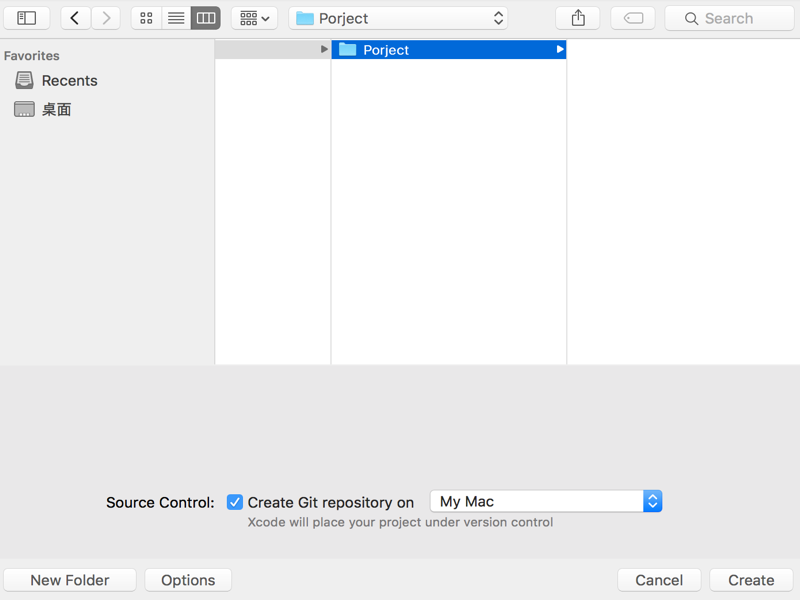 Porject
Search
Favorites
Recents
桌面
Porject
Source Control:
Create Git repository on
My Mac
Xcode will place your project under version control
New Folder
Options
Cancel
Create